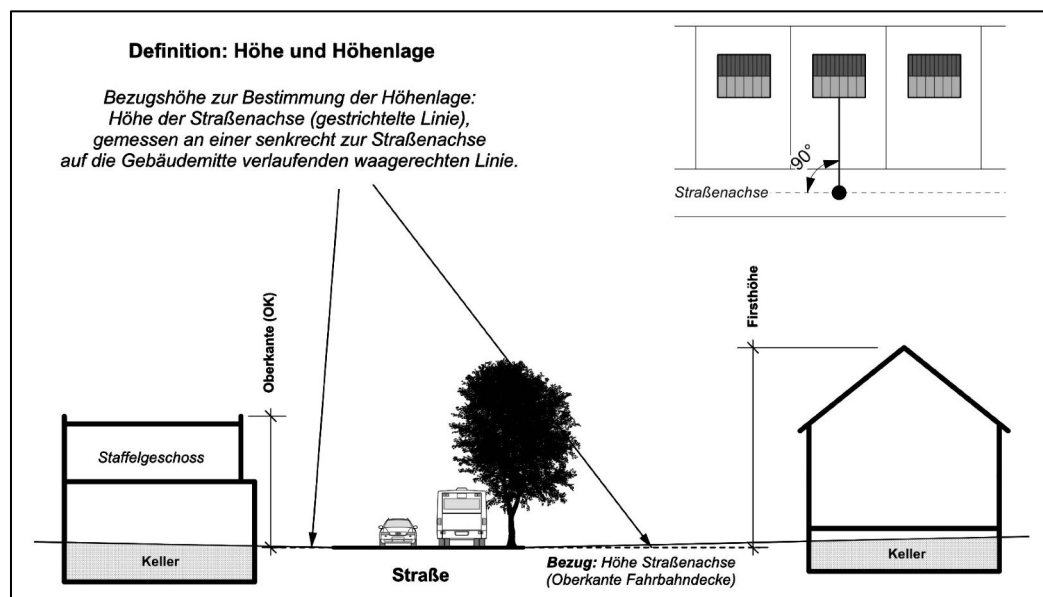 Definition: Höhe und Höhenlage
Bezugshöhe zur Bestimmung der Höhenlage:
Höhe der Straßenachse (gestrichtelte Linie),
gemessen an einer senkrecht zur Straßenachse
auf die Gebäudemitte verlaufenden waagerechten Linie.
90°
Straßenachse
Oberkante (OK)
Firsthöhe
Staffelgeschoss
Keller
Straße
Bezug: Höhe Straßenachse
(Oberkante Fahrbahndecke)
Keller